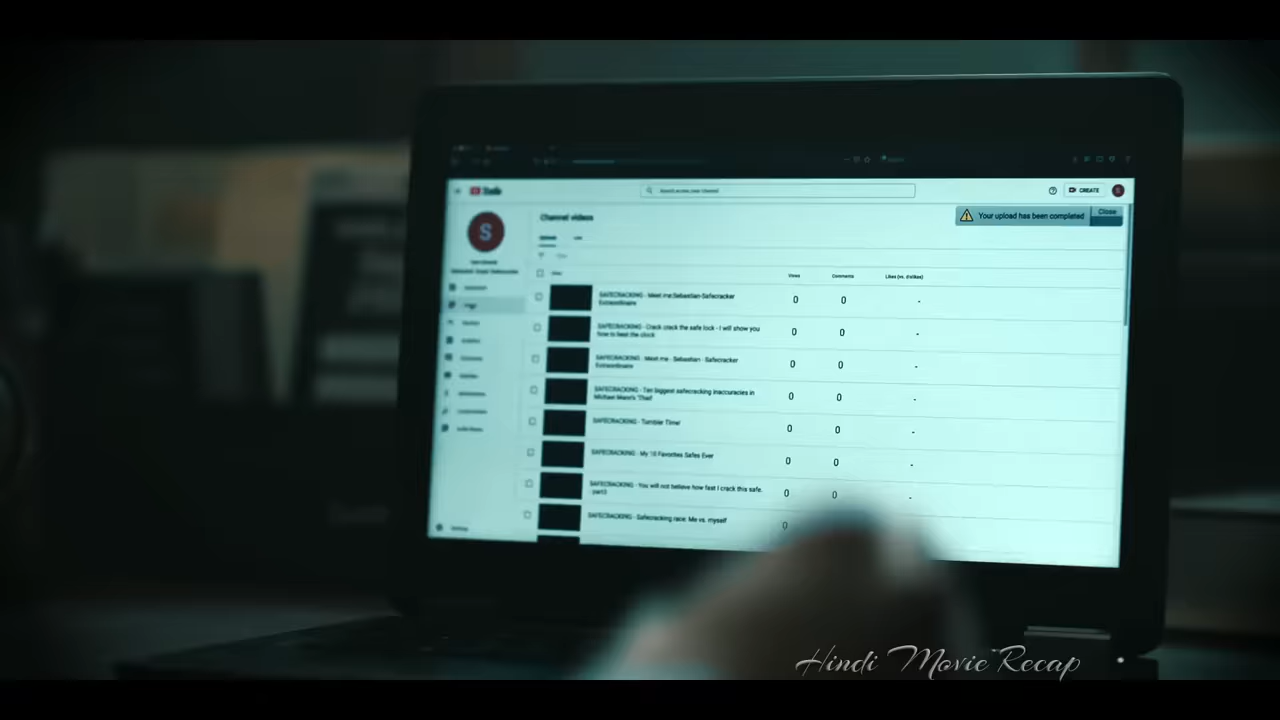 CREATE
S
S
Your upload has been completed
Close
Channel videos
Views
Comments
Likes (vs. dislikes)
SAFECRACKING - Meet me: Sebastian-Safecracker
Extraordinaire
0
0
-
SAFECRACKING - Crack crack the safe lock - I will show you
how to beat the clock
0
0
-
SAFECRACKING - Meet me - Sebastian - Safecracker
Extraordinaire
0
0
-
SAFECRACKING - Ten biggest safecracking inaccuracies in
Michael Mann's 'Thief'
0
0
-
SAFECRACKING - Tumbler Time!
0
0
-
SAFECRACKING - My 10 Favorites Safes Ever
0
0
-
SAFECRACKING - You will not believe how fast I crack this safe.
part3
0
0
-
SAFECRACKING - Safecracking race: Me vs. myself
0
Hindi Movie Recap